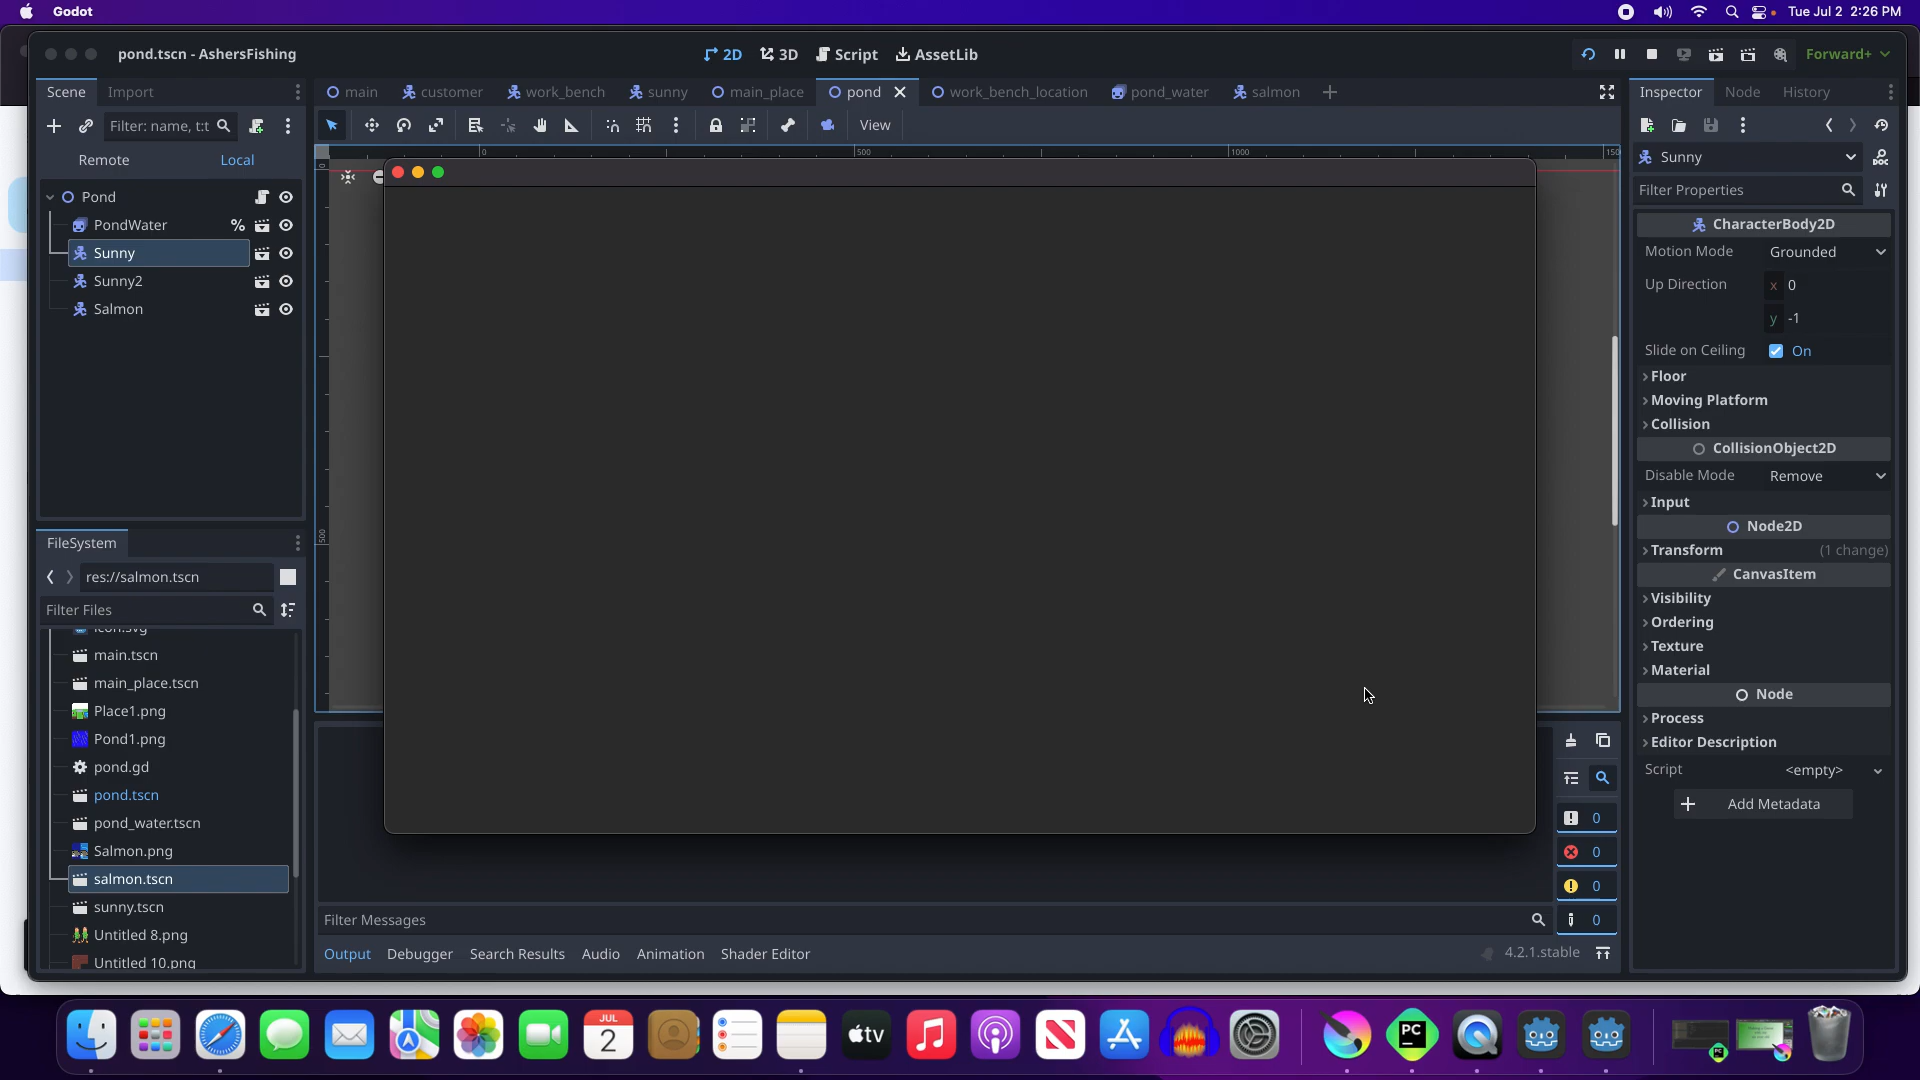 Godot
Tue Jul 2 2:26 PM
pond.tscn - AshersFishing
2D
3D
Script
AssetLib
Forward+
Scene
Import
main
customer
work_bench
sunny
main_place
pond
work_bench_location
pond_water
salmon
Inspector
Node
History
Filter: name, t:t
View
Remote
Local
0
500
1000
150
Sunny
Filter Properties
Pond
PondWater
%
Sunny
Sunny2
Salmon
CharacterBody2D
Motion Mode
Grounded
Up Direction
x 0
y -1
Slide on Ceiling
On
Floor
Moving Platform
Collision
CollisionObject2D
Disable Mode
Remove
Input
Node2D
Transform
(1 change)
CanvasItem
Visibility
Ordering
Texture
Material
Node
Process
Editor Description
Script
<empty>
Add Metadata
0
500
FileSystem
res://salmon.tscn
Filter Files
icon.svg
main.tscn
main_place.tscn
Place1.png
Pond1.png
pond.gd
pond.tscn
pond_water.tscn
Salmon.png
salmon.tscn
sunny.tscn
Untitled 8.png
Untitled 10.png
0
0
0
0
Filter Messages
Output
Debugger
Search Results
Audio
Animation
Shader Editor
4.2.1.stable
JUL
2
tv
PC
PC